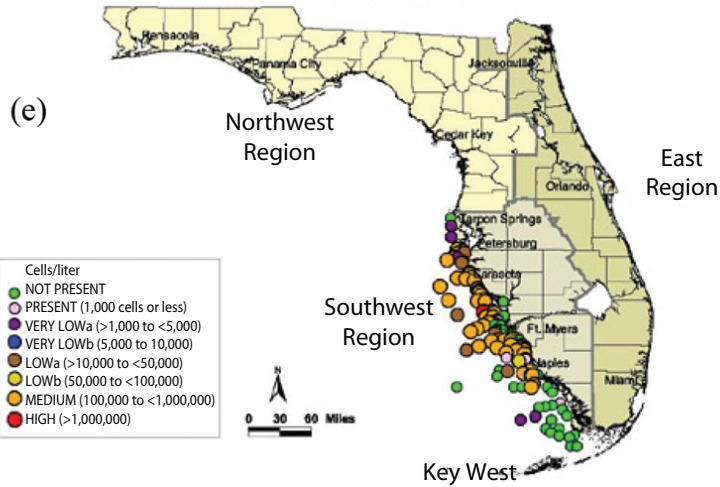 Pensacola
Panama City
Jacksonville
(e)
Northwest
Region
Cedar Key
East
Region
Orlando
Tarpon Springs
Petersburg
Sarasota
Southwest
Region
Ft. Myers
Naples
Miami
Key West
Cells/liter
NOT PRESENT
PRESENT (1,000 cells or less)
VERY LOWa (>1,000 to <5,000)
VERY LOWb (5,000 to 10,000)
LOWa (>10,000 to <50,000)
LOWb (50,000 to <100,000)
MEDIUM (100,000 to <1,000,000)
HIGH (>1,000,000)
N
0 30 60 Miles